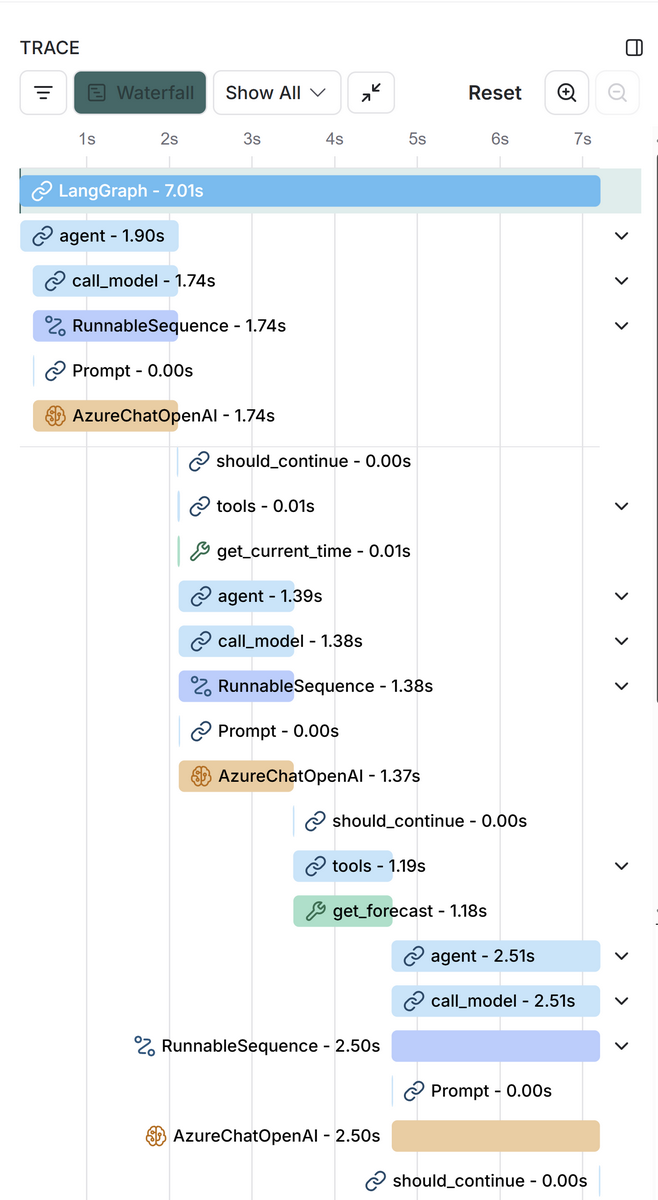 TRACE
Waterfall Show All Reset
1s 2s 3s 4s 5s 6s 7s
LangGraph - 7.01s
agent - 1.90s
call_model - 1.74s
RunnableSequence - 1.74s
Prompt - 0.00s
AzureChatOpenAI - 1.74s
should_continue - 0.00s
tools - 0.01s
get_current_time - 0.01s
agent - 1.39s
call_model - 1.38s
RunnableSequence - 1.38s
Prompt - 0.00s
AzureChatOpenAI - 1.37s
should_continue - 0.00s
tools - 1.19s
get_forecast - 1.18s
agent - 2.51s
call_model - 2.51s
RunnableSequence - 2.50s
Prompt - 0.00s
AzureChatOpenAI - 2.50s
should_continue - 0.00s